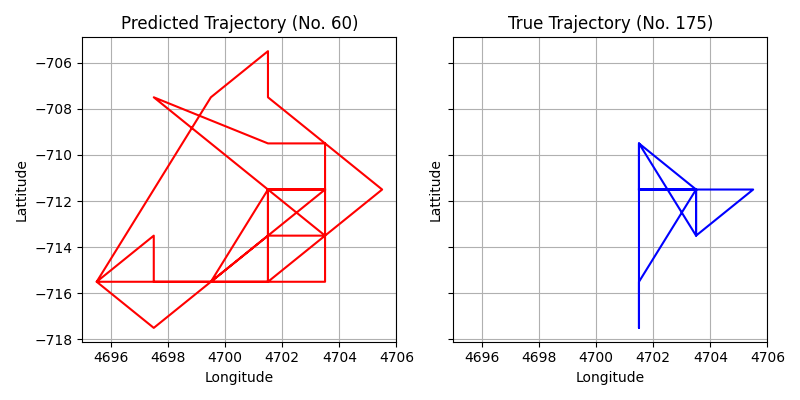 Predicted Trajectory (No. 60)
True Trajectory (No. 175)
Lattitude
−706
−708
−710
−712
−714
−716
−718
4696 4698 4700 4702 4704 4706
Longitude
Lattitude
4696 4698 4700 4702 4704 4706
Longitude